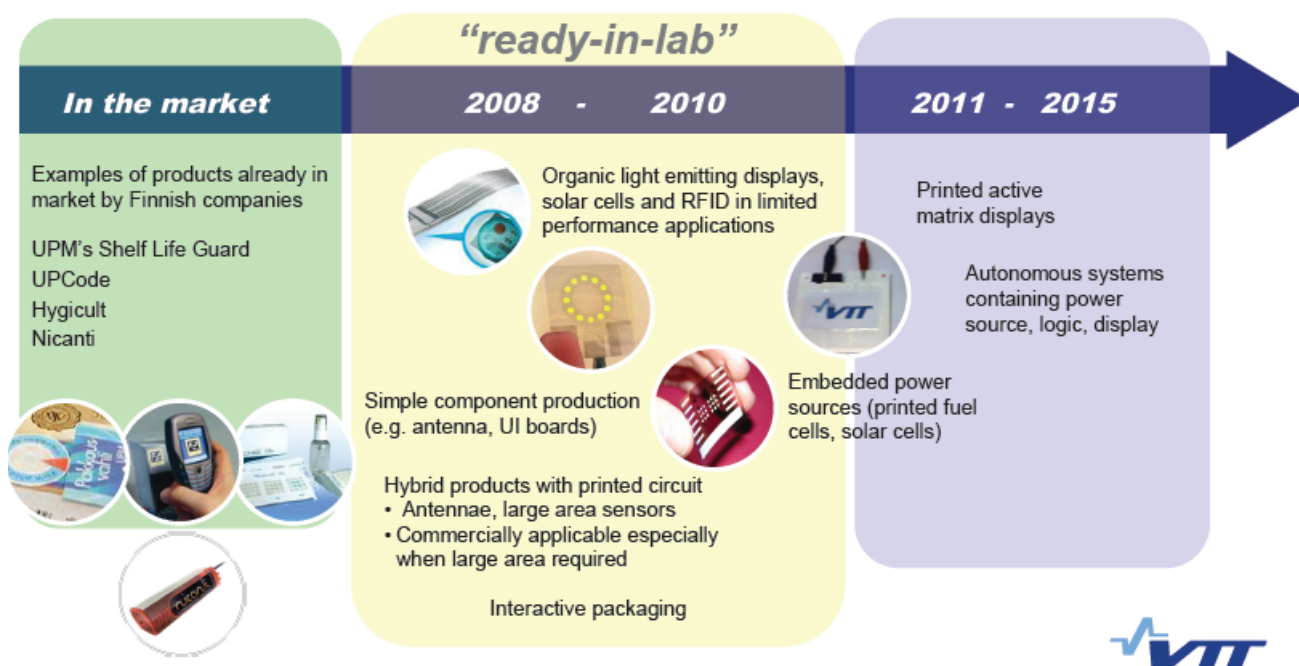 "ready-in-lab"
In the market
2008 - 2010
2011 - 2015
Examples of products already in
market by Finnish companies
UPM's Shelf Life Guard
UPCode
Hygicult
Nicanti
Organic light emitting displays,
solar cells and RFID in limited
performance applications
Simple component production
(e.g. antenna, UI boards)
Hybrid products with printed circuit
• Antennae, large area sensors
• Commercially applicable especially
when large area required
Interactive packaging
Printed active
matrix displays
Autonomous systems
containing power
source, logic, display
VTT
Embedded power
sources (printed fuel
cells, solar cells)
Pakkaus
vahti
UPM
VTT